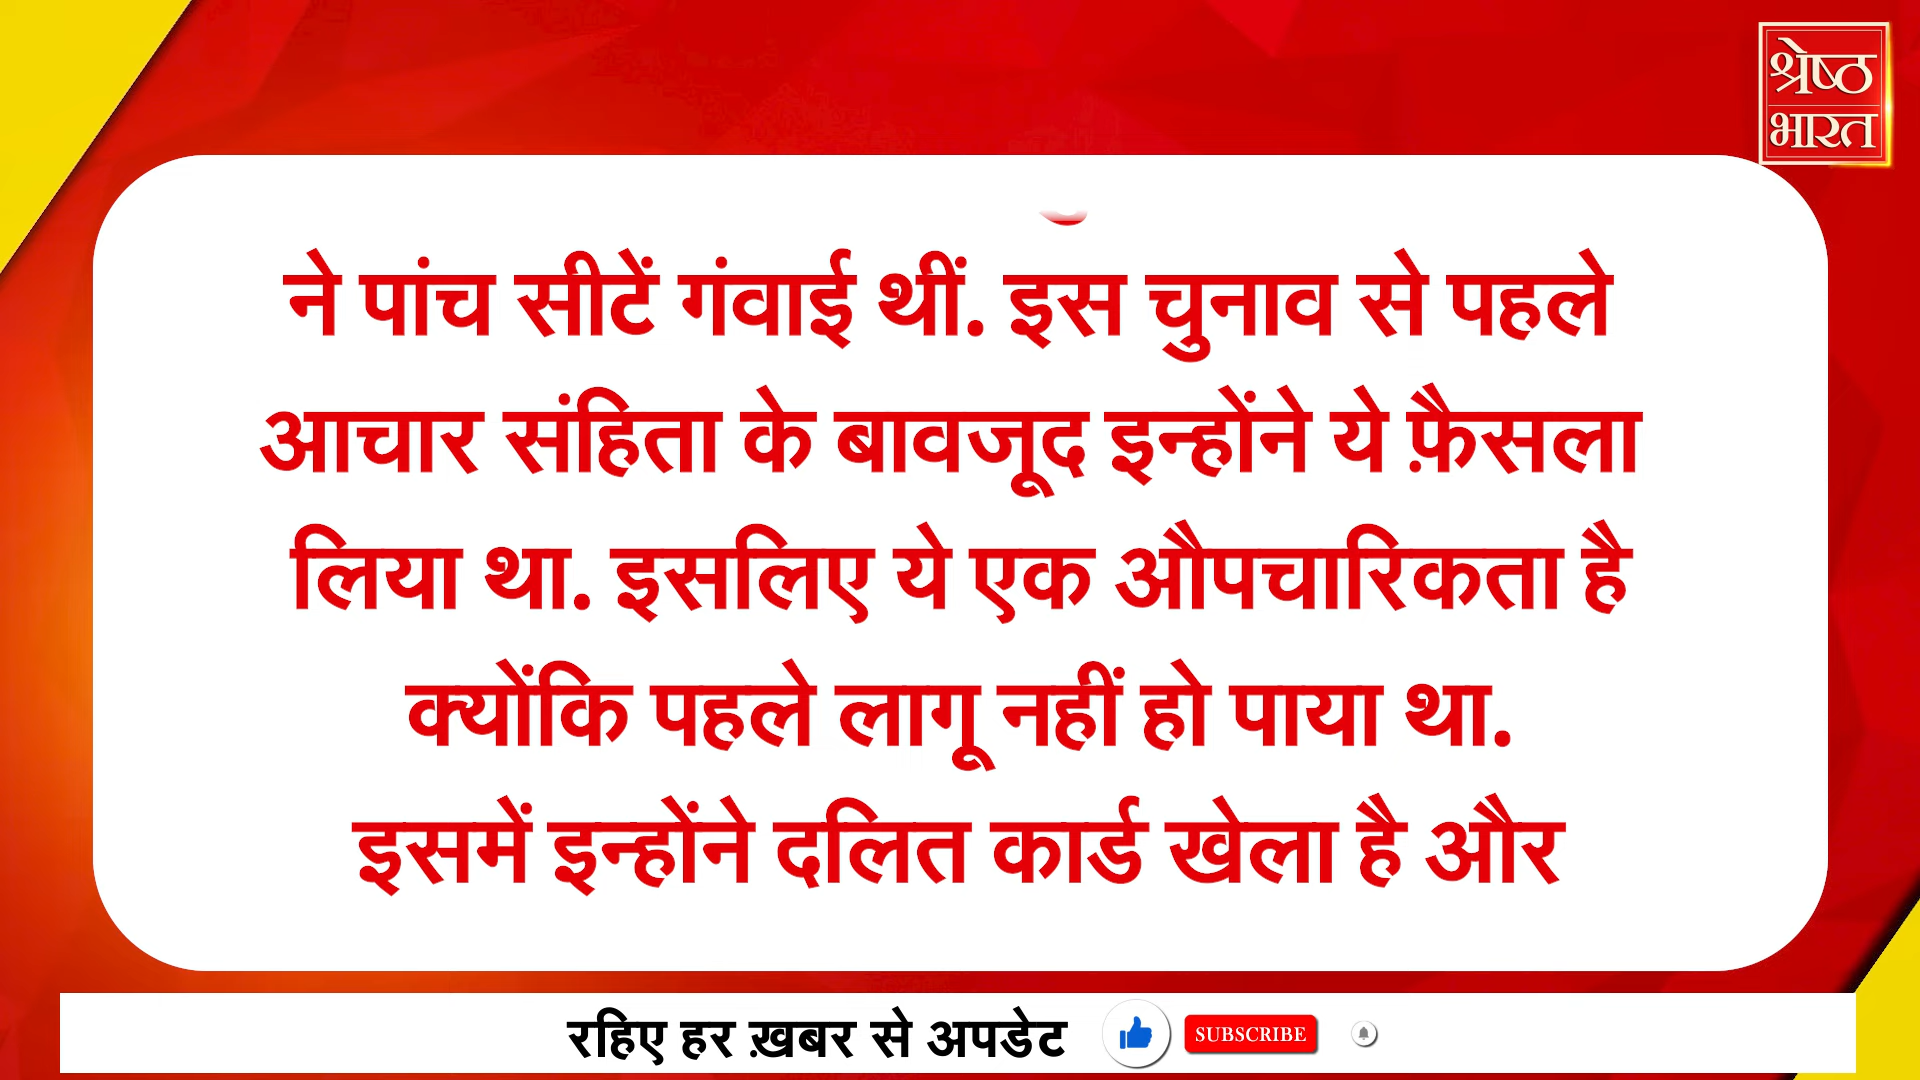 श्रेष्ठ
भारत
ने पांच सीटें गंवाई थीं. इस चुनाव से पहले
आचार संहिता के बावजूद इन्होंने ये फ़ैसला
लिया था. इसलिए ये एक औपचारिकता है
क्योंकि पहले लागू नहीं हो पाया था.
इसमें इन्होंने दलित कार्ड खेला है और
रहिए हर ख़बर से अपडेट
SUBSCRIBE